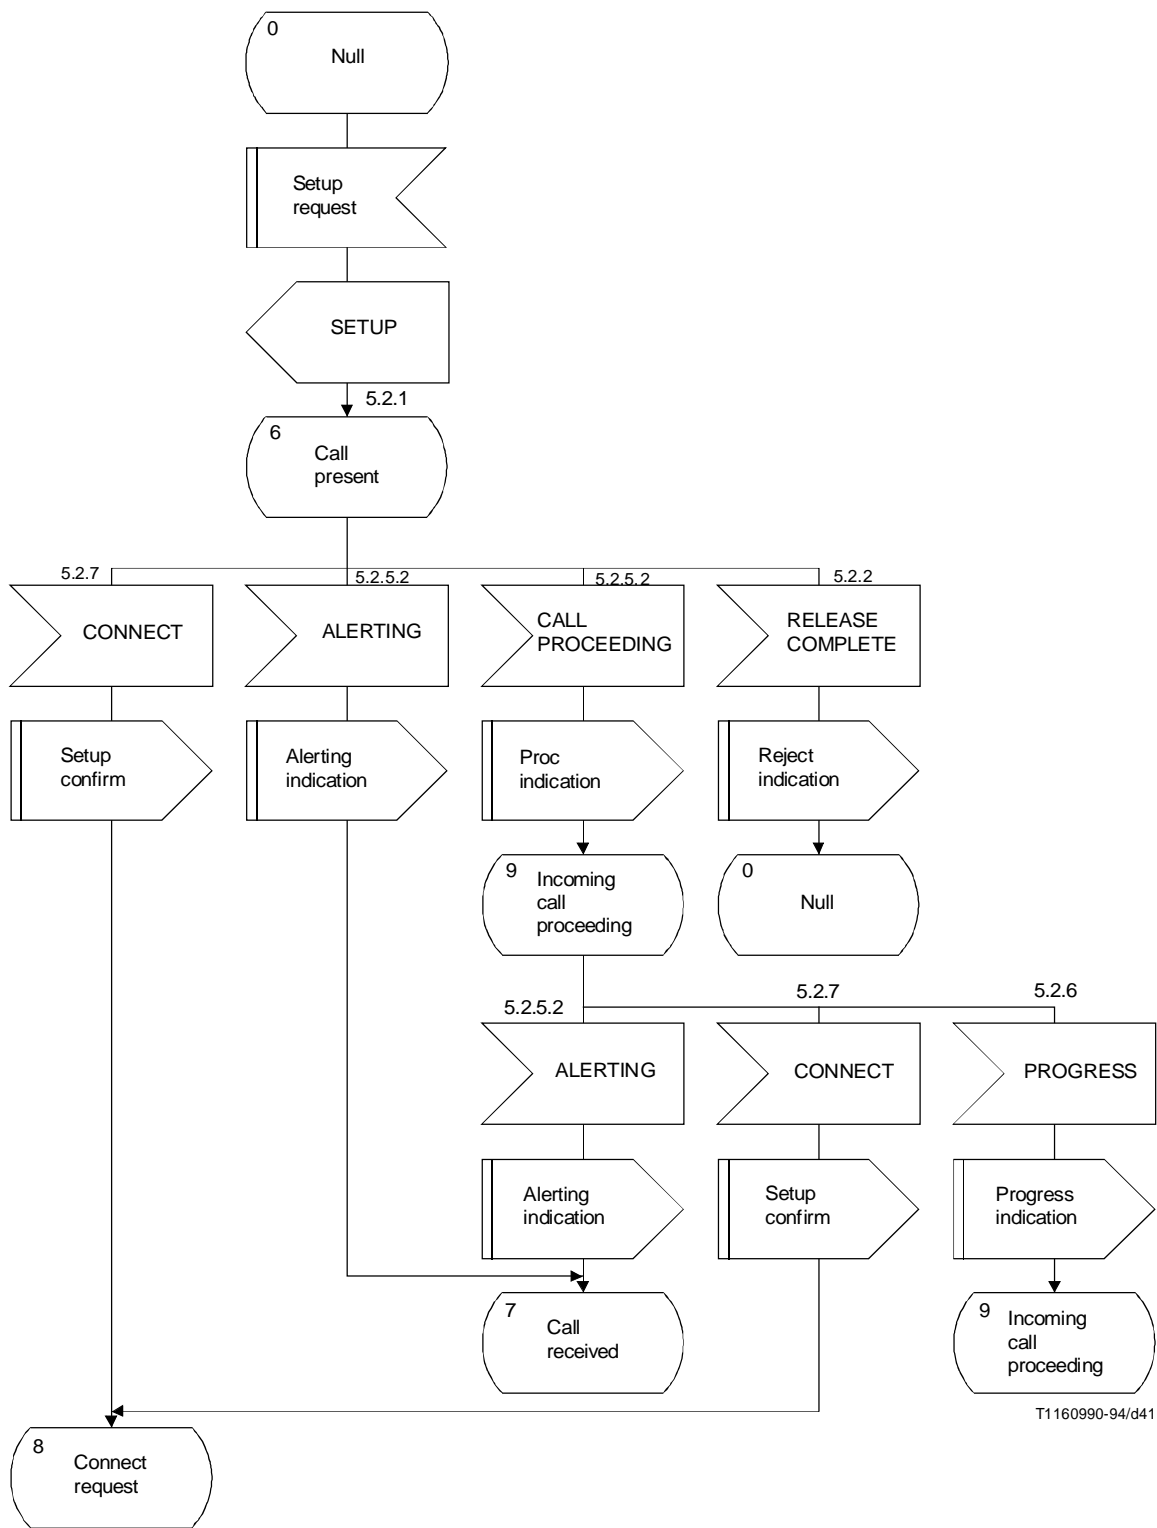 0
Null
Setup
request
SETUP
5.2.1
6
Call
present
5.2.7
5.2.5.2
5.2.5.2
5.2.2
CONNECT
ALERTING
CALL
PROCEEDING
RELEASE
COMPLETE
Setup
confirm
Alerting
indication
Proc
indication
Reject
indication
9
Incoming
call
proceeding
0
Null
5.2.5.2
5.2.7
5.2.6
ALERTING
CONNECT
PROGRESS
Alerting
indication
Setup
confirm
Progress
indication
7
Call
received
9
Incoming
call
proceeding
T1160990-94/d41
8
Connect
request